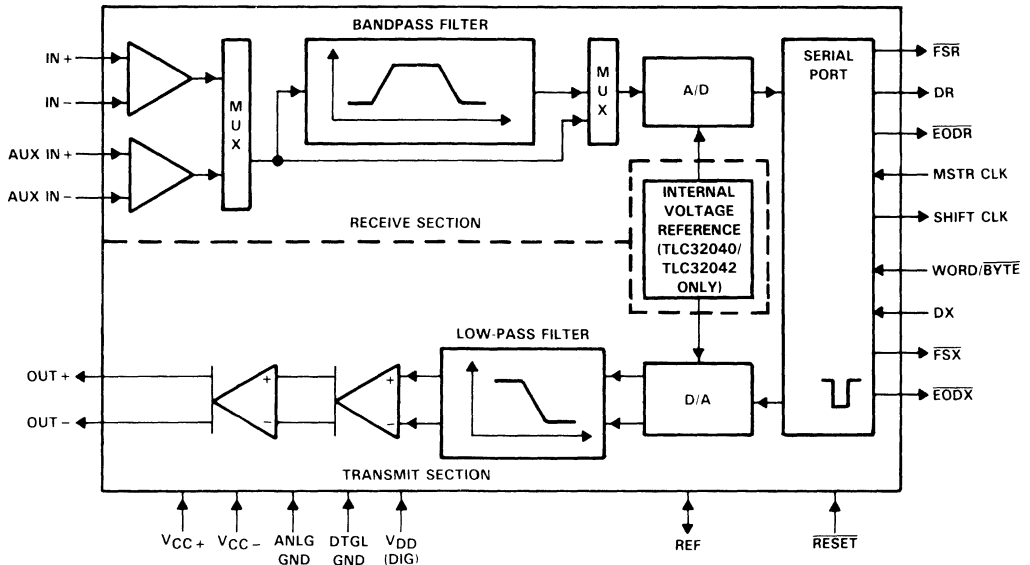 BANDPASS FILTER
IN +
IN -
AUX IN +
AUX IN -
MUX
MUX
A/D
SERIAL
PORT
FSR
DR
EODR
MSTR CLK
SHIFT CLK
WORD/BYTE
DX
FSX
EODX
INTERNAL
VOLTAGE
REFERENCE
(TLC32040/
TLC32042
ONLY)
RECEIVE SECTION
LOW-PASS FILTER
OUT +
OUT -
+
-
+
-
D/A
TRANSMIT SECTION
VCC +
VCC -
ANLG
GND
DTGL
GND
VDD
(DIG)
REF
RESET